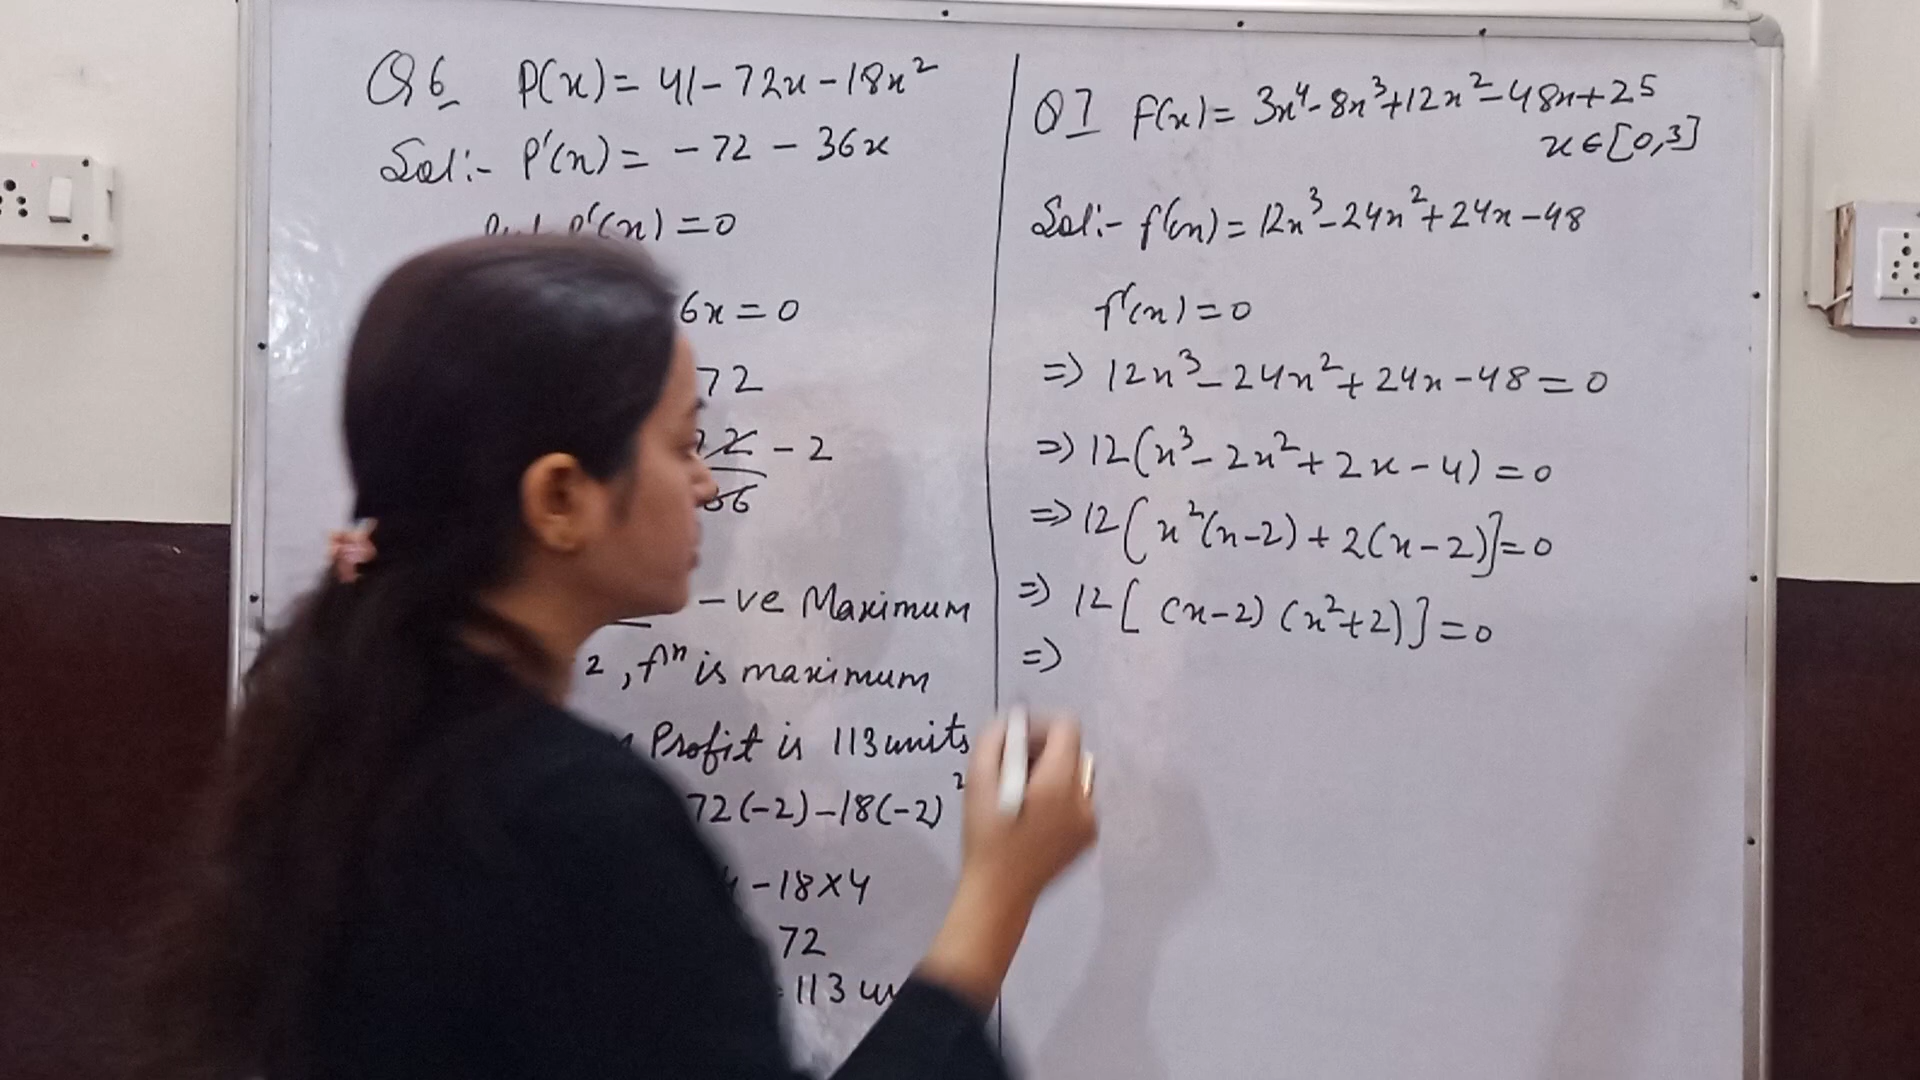 Q6 P(x) = 41-72x-18x²
Sol:- P'(x) = -72-36x
P'(x) = 0
6x = 0
72
-2
36
-ve Maximum
2, fⁿ is maximum
Profit is 113 units
72(-2)-18(-2)²
-18×4
72
113
Q7 f(x) = 3x⁴-8x³+12x²-48x+25
x∈[0,3]
Sol:- f'(x) = 12x³-24x²+24x-48
f'(x) = 0
=> 12x³-24x²+24x-48 = 0
=> 12(x³-2x²+2x-4) = 0
=> 12[x²(x-2)+2(x-2)] = 0
=> 12[(x-2)(x²+2)] = 0
=>